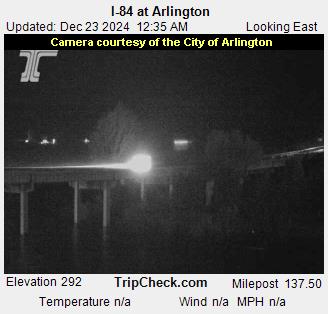 I-84 at Arlington
Updated: Dec 23 2024 12:35 AM Looking East
Camera courtesy of the City of Arlington
Elevation 292 TripCheck.com Milepost 137.50
Temperature n/a Wind n/a MPH n/a